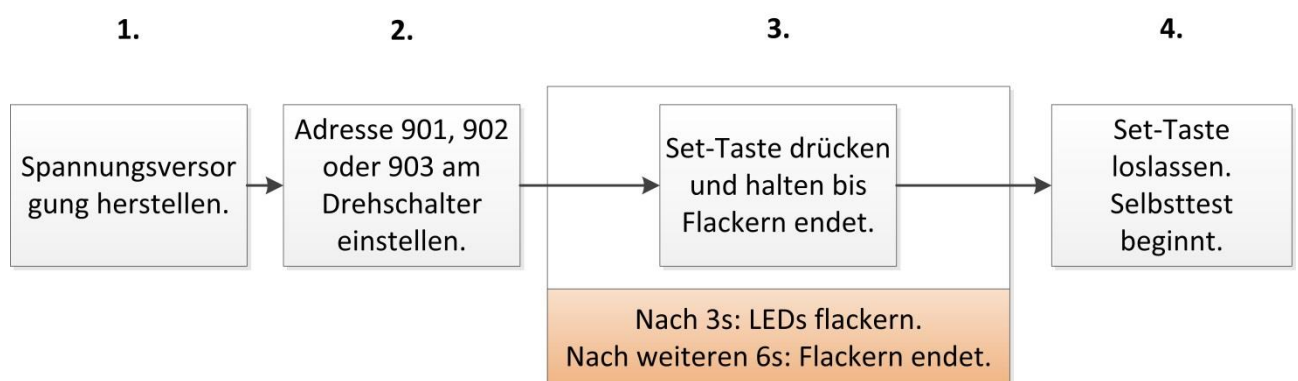 1.
2.
3.
4.
Spannungsversor
gung herstellen.
Adresse 901, 902
oder 903 am
Drehschalter
einstellen.
Set-Taste drücken
und halten bis
Flackern endet.
Set-Taste
loslassen.
Selbsttest
beginnt.
Nach 3s: LEDs flackern.
Nach weiteren 6s: Flackern endet.